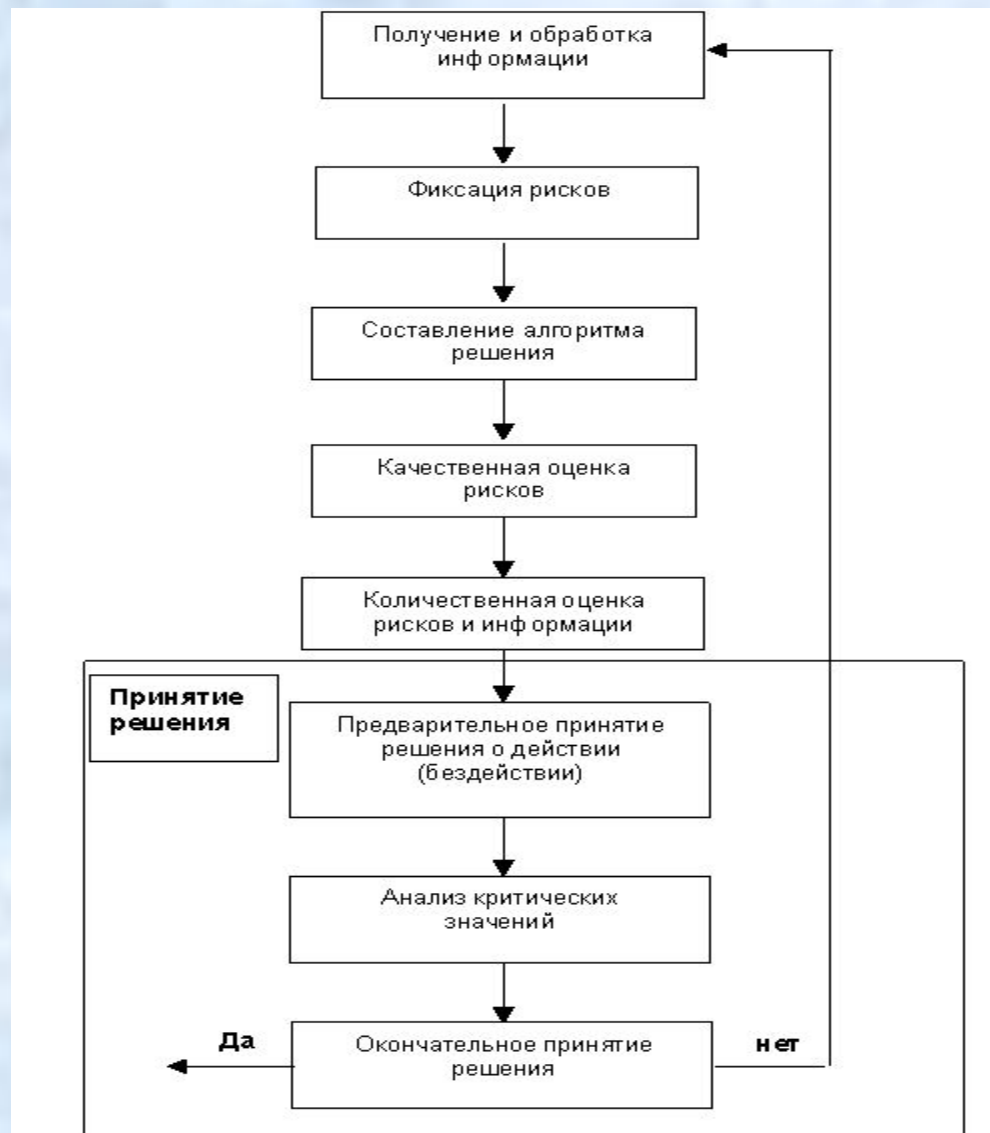 Получение и обработка
информации
Фиксация рисков
Составление алгоритма
решения
Качественная оценка
рисков
Количественная оценка
рисков и информации
Принятие
решения
Предварительное принятие
решения о действии
(бездействии)
Анализ критических
значений
Да
Окончательное принятие
решения
нет